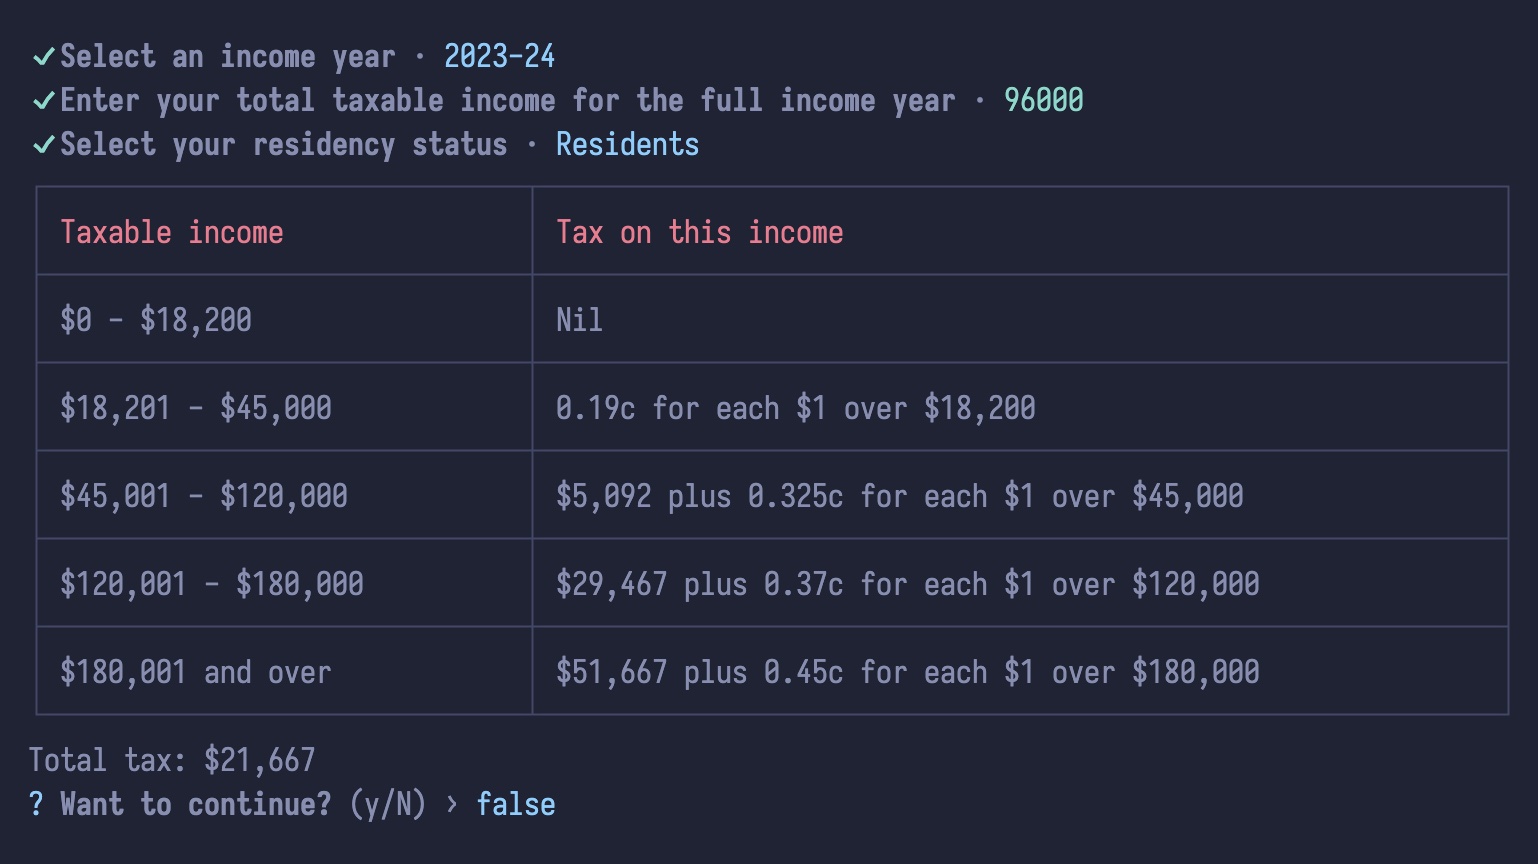 ✓ Select an income year · 2023-24
✓ Enter your total taxable income for the full income year · 96000
✓ Select your residency status · Residents
Taxable income Tax on this income
$0 - $18,200 Nil
$18,201 - $45,000 0.19c for each $1 over $18,200
$45,001 - $120,000 $5,092 plus 0.325c for each $1 over $45,000
$120,001 - $180,000 $29,467 plus 0.37c for each $1 over $120,000
$180,001 and over $51,667 plus 0.45c for each $1 over $180,000
Total tax: $21,667
? Want to continue? (y/N) › false